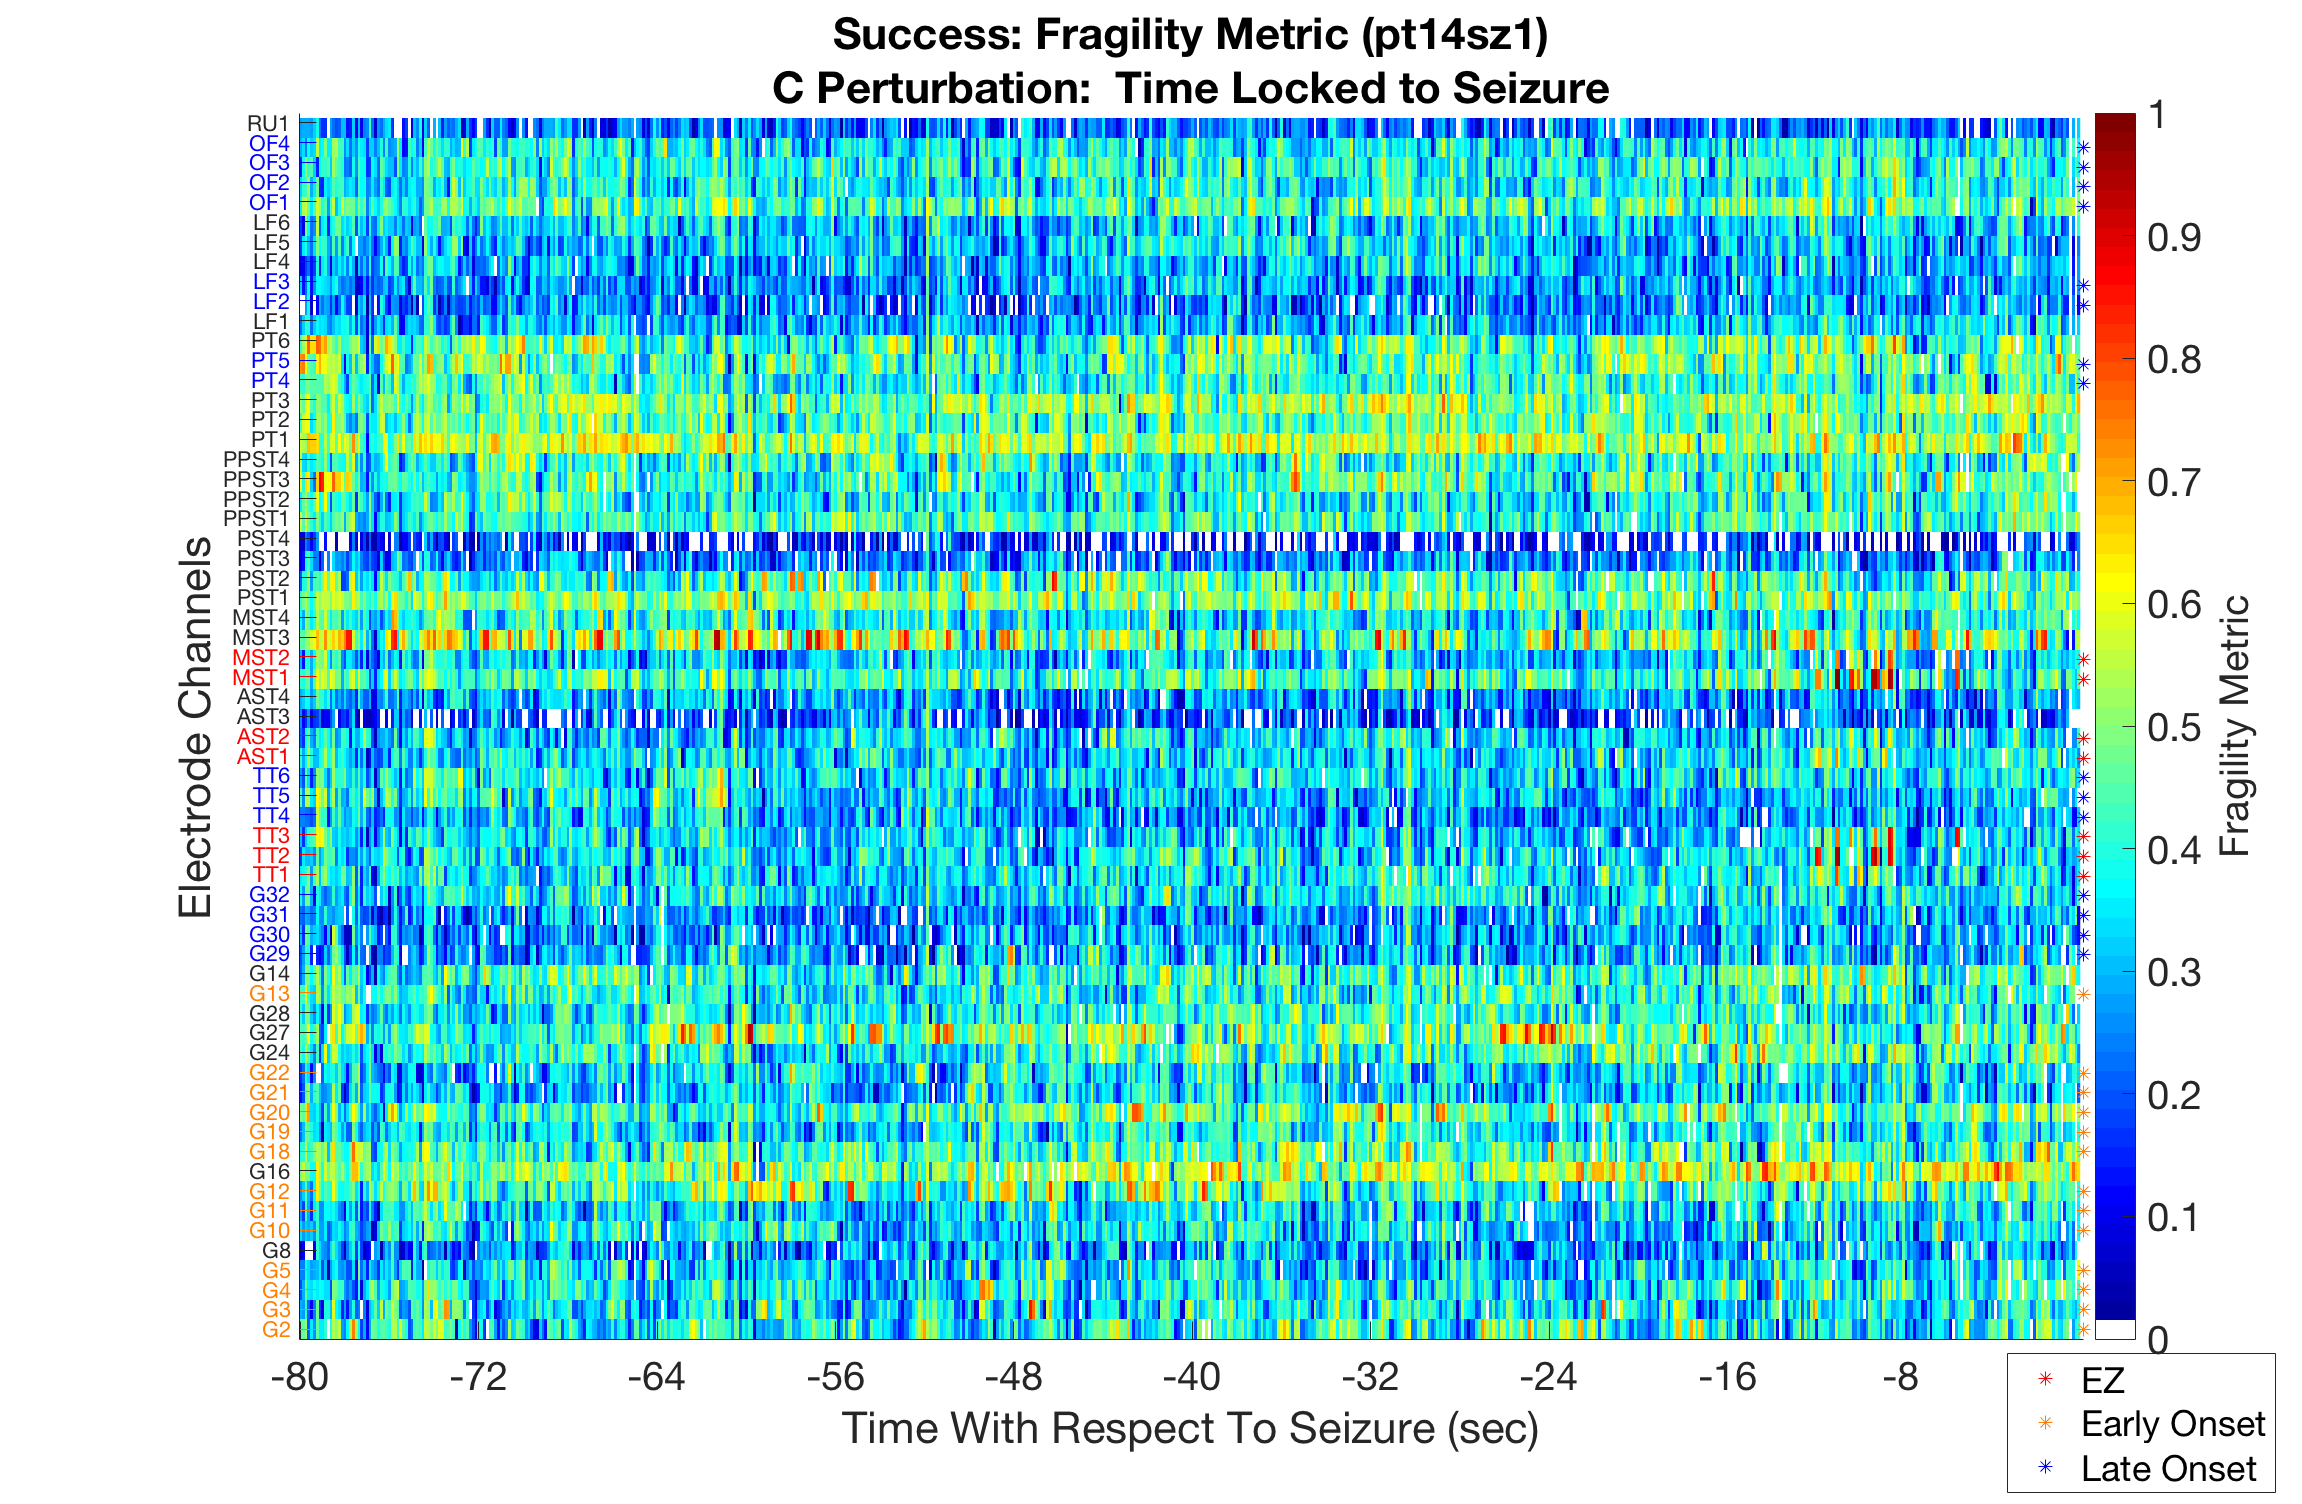 Success: Fragility Metric (pt14sz1)
C Perturbation:  Time Locked to Seizure
RU1
OF4
OF3
OF2
OF1
LF6
LF5
LF4
LF3
LF2
LF1
PT6
PT5
PT4
PT3
PT2
PT1
PPST4
PPST3
PPST2
PPST1
PST4
PST3
PST2
PST1
MST4
MST3
MST2
MST1
AST4
AST3
AST2
AST1
TT6
TT5
TT4
TT3
TT2
TT1
G32
G31
G30
G29
G14
G13
G28
G27
G24
G22
G21
G20
G19
G18
G16
G12
G11
G10
G8
G5
G4
G3
G2
Electrode Channels
-80 -72 -64 -56 -48 -40 -32 -24 -16 -8
Time With Respect To Seizure (sec)
1
0.9
0.8
0.7
0.6
0.5
0.4
0.3
0.2
0.1
0
Fragility Metric
EZ
Early Onset
Late Onset